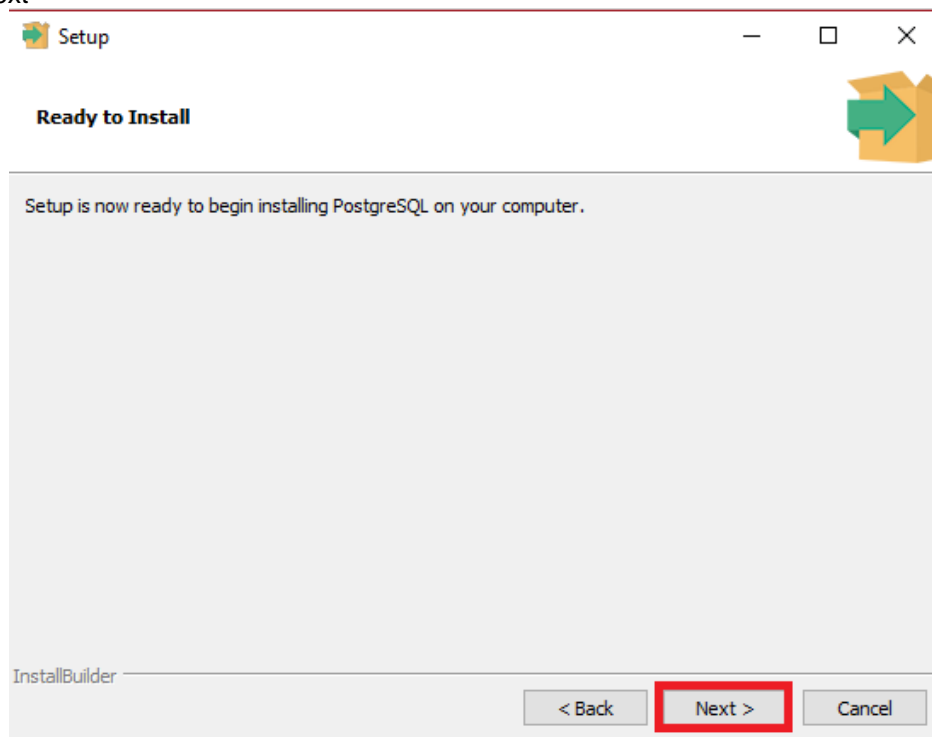 Setup
Ready to Install
Setup is now ready to begin installing PostgreSQL on your computer.
InstallBuilder
< Back Next > Cancel